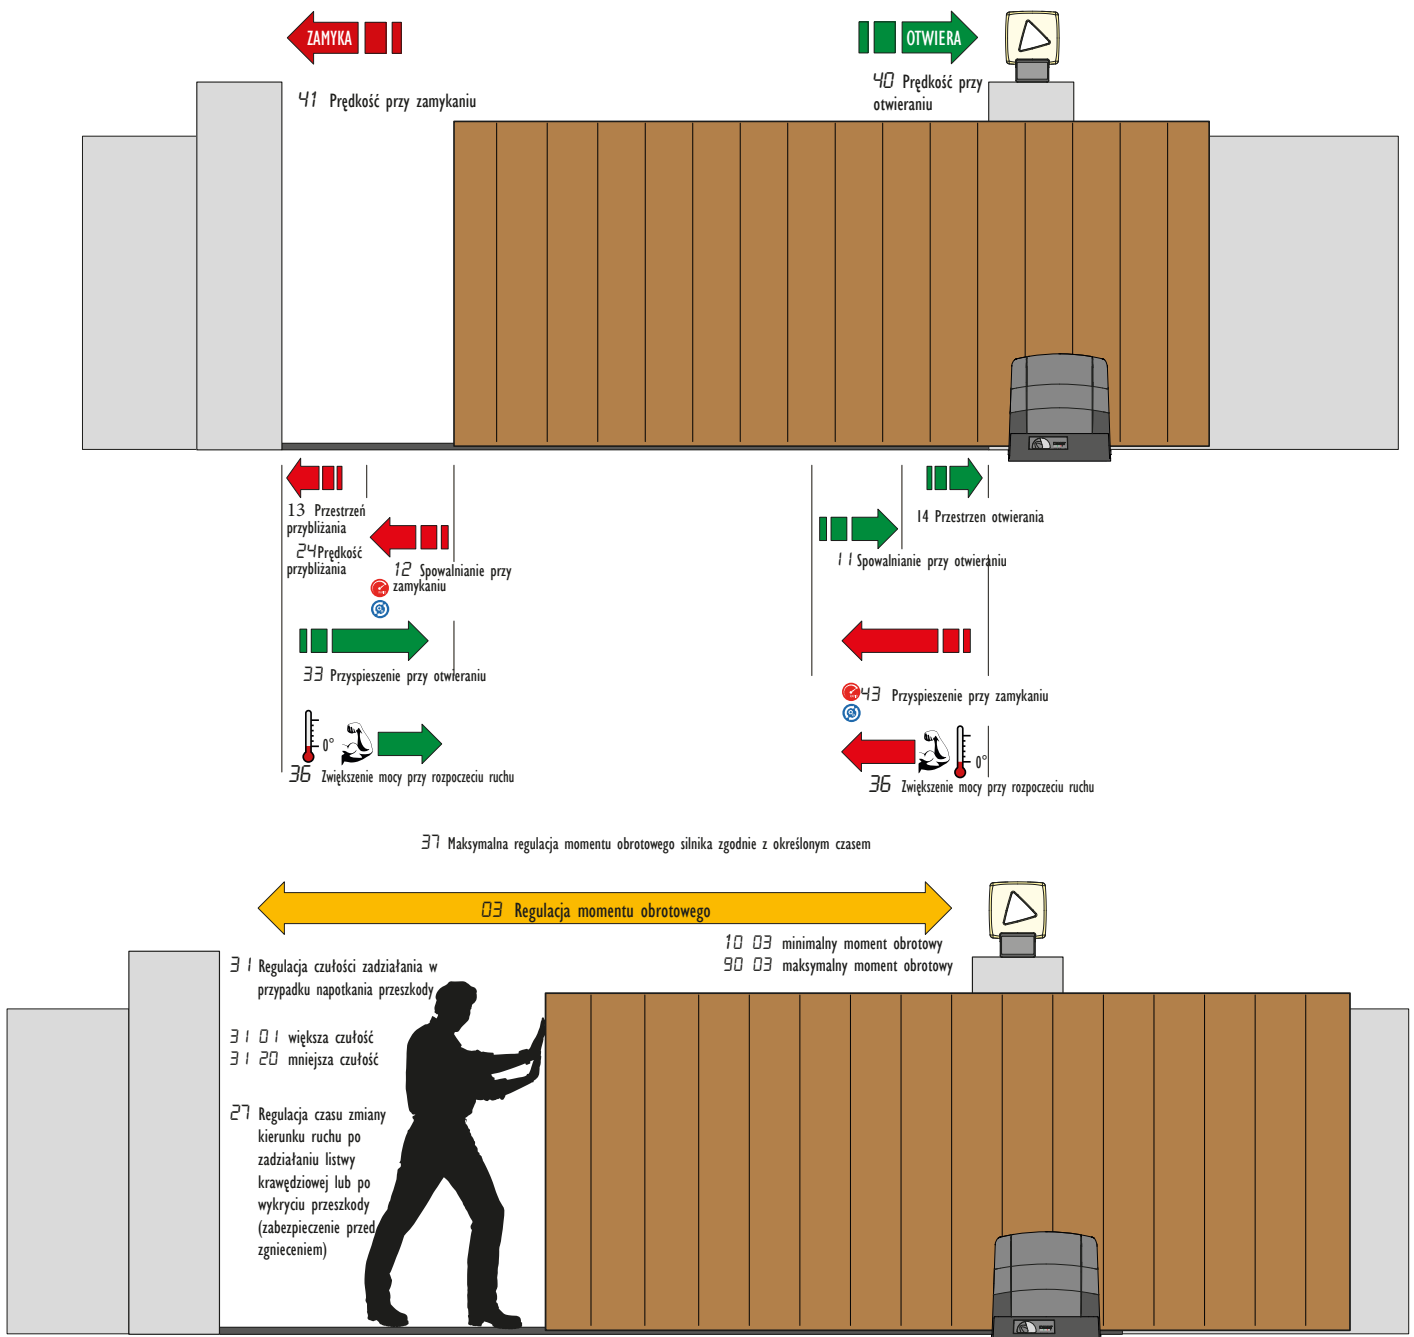 ZAMYKA
OTWIERA
41 Prędkość przy zamykaniu
40 Prędkość przy
otwieraniu
13 Przestrzeń
przybliżania
24 Prędkość
przybliżania
12 Spowalnianie przy
zamykaniu
14 Przestrzen otwierania
11 Spowalnianie przy otwieraniu
33 Przyspieszenie przy otwieraniu
43 Przyspieszenie przy zamykaniu
0°
36 Zwiększenie mocy przy rozpoczeciu ruchu
0°
36 Zwiększenie mocy przy rozpoczeciu ruchu
37 Maksymalna regulacja momentu obrotowego silnika zgodnie z określonym czasem
03 Regulacja momentu obrotowego
10 03 minimalny moment obrotowy
90 03 maksymalny moment obrotowy
31 Regulacja czułości zadziałania w
przypadku napotkania przeszkody
31 01 większa czułość
31 20 mniejsza czułość
27 Regulacja czasu zmiany
kierunku ruchu po
zadziałaniu listwy
krawędziowej lub po
wykryciu przeszkody
(zabezpieczenie przed
zgnieceniem)